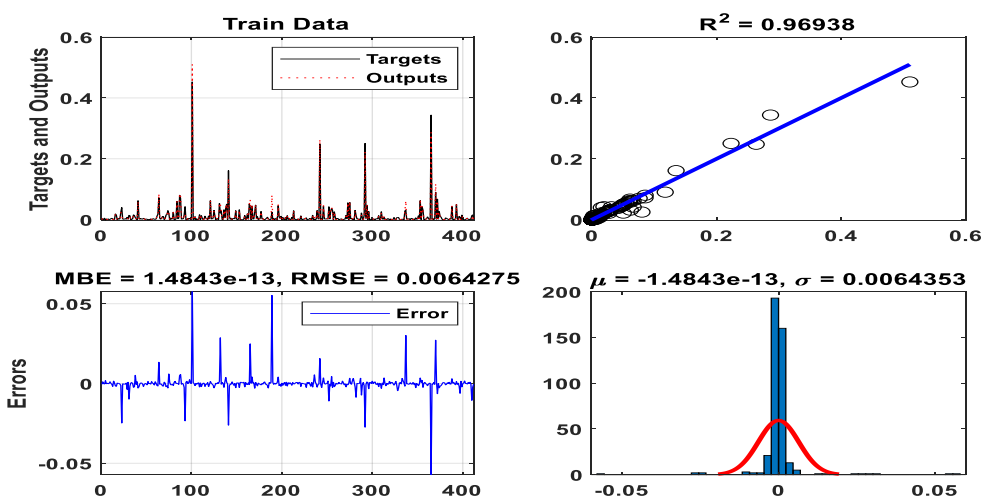 Train Data
Targets and Outputs
0.6
0.4
0.2
0
0 100 200 300 400
Targets
Outputs
R² = 0.96938
0.6
0.4
0.2
0
0 0.2 0.4 0.6
MBE = 1.4843e-13, RMSE = 0.0064275
Errors
0.05
0
-0.05
0 100 200 300 400
Error
μ = -1.4843e-13, σ = 0.0064353
200
150
100
50
0
-0.05 0 0.05